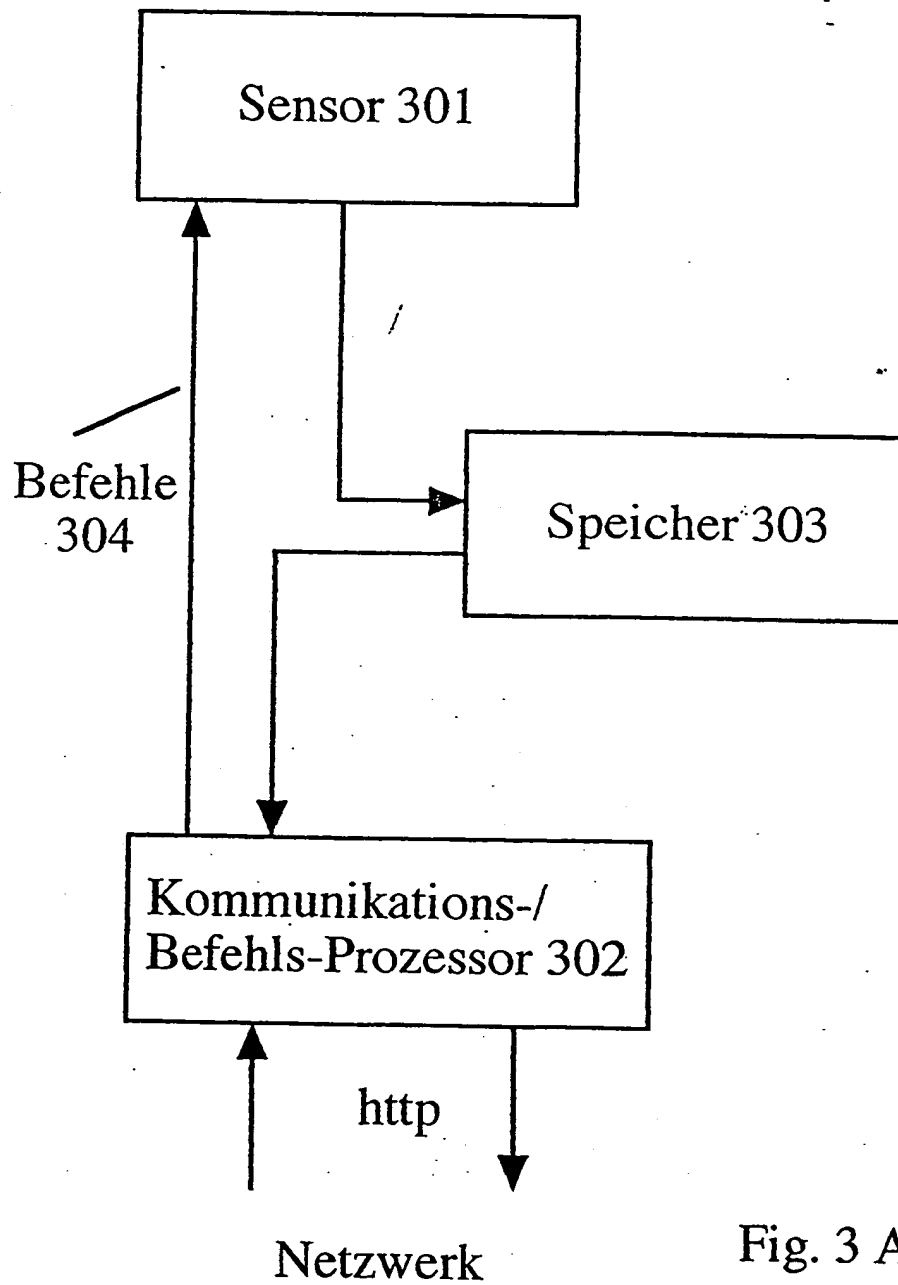 Sensor 301
Befehle
304
Speicher 303
Kommunikations-/
Befehls-Prozessor 302
http
Netzwerk
Fig. 3 A